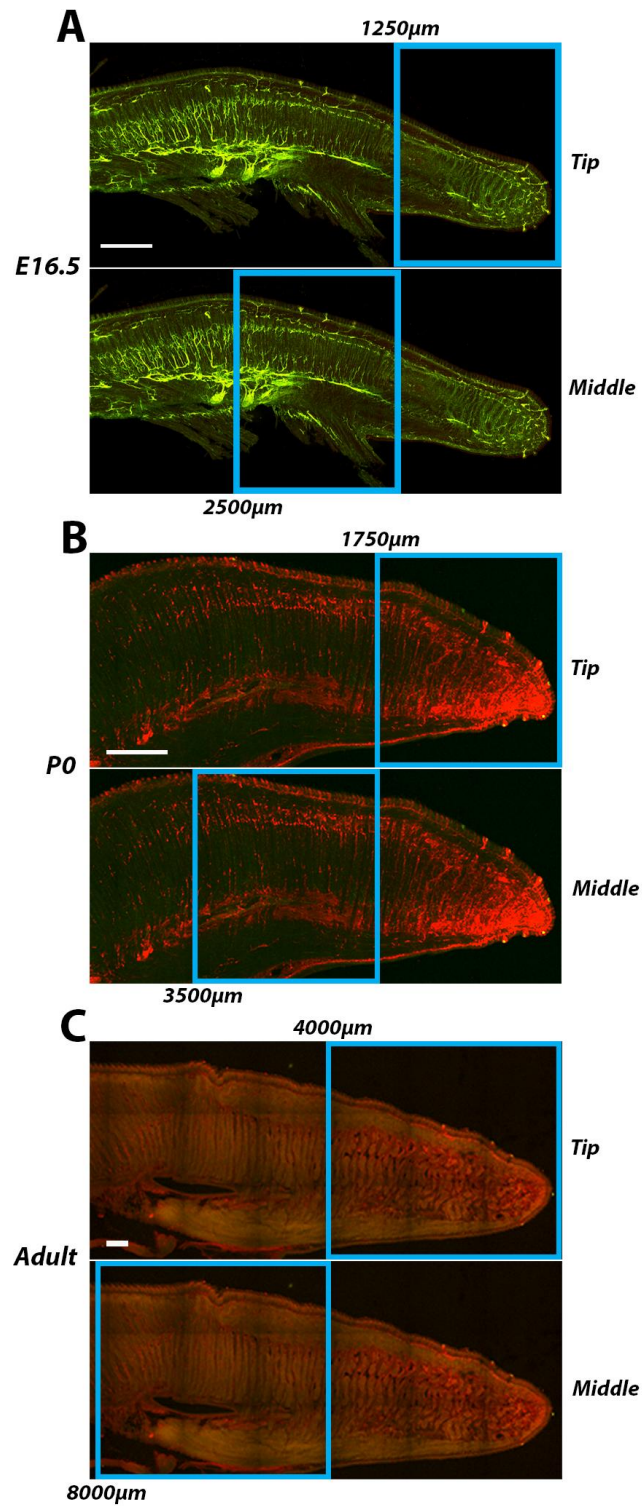 A
1250µm
Tip
E16.5
Middle
2500µm
B
1750µm
Tip
P0
Middle
3500µm
C
4000µm
Tip
Adult
Middle
8000µm